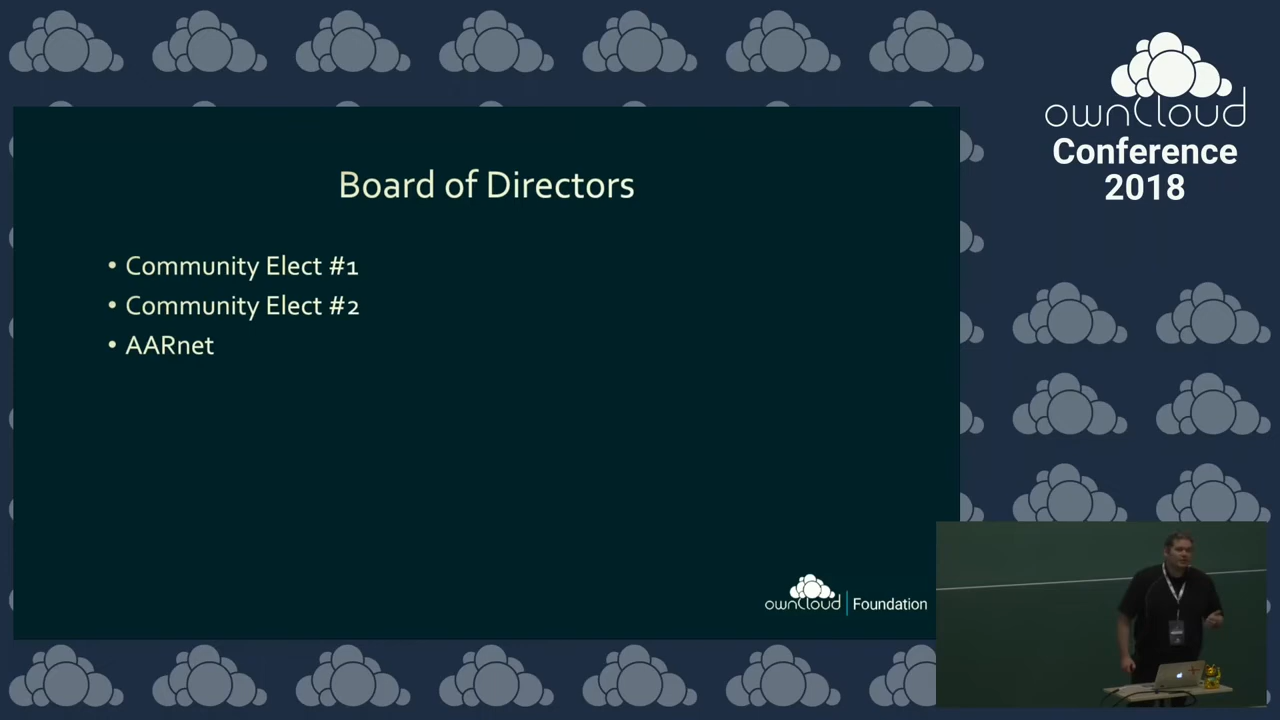 ownCloud
Conference
2018
Board of Directors
• Community Elect #1
• Community Elect #2
• AARnet
ownCloud | Foundation